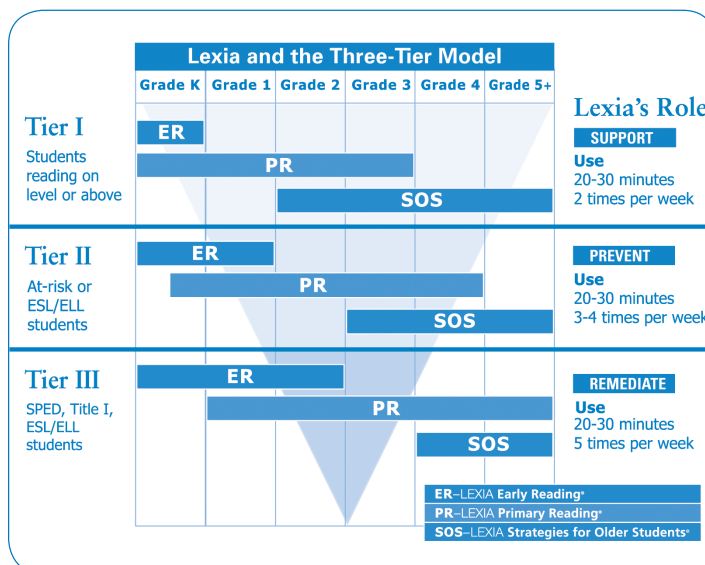 Lexia and the Three-Tier Model
Grade K Grade 1 Grade 2 Grade 3 Grade 4 Grade 5+
Lexia's Role
Tier I
Students
reading on
level or above
ER
PR
SOS
SUPPORT
Use
20-30 minutes
2 times per week
Tier II
At-risk or
ESL/ELL
students
ER
PR
SOS
PREVENT
Use
20-30 minutes
3-4 times per week
Tier III
SPED, Title I,
ESL/ELL
students
ER
PR
SOS
REMEDIATE
Use
20-30 minutes
5 times per week
ER–LEXIA Early Reading®
PR–LEXIA Primary Reading®
SOS–LEXIA Strategies for Older Students®